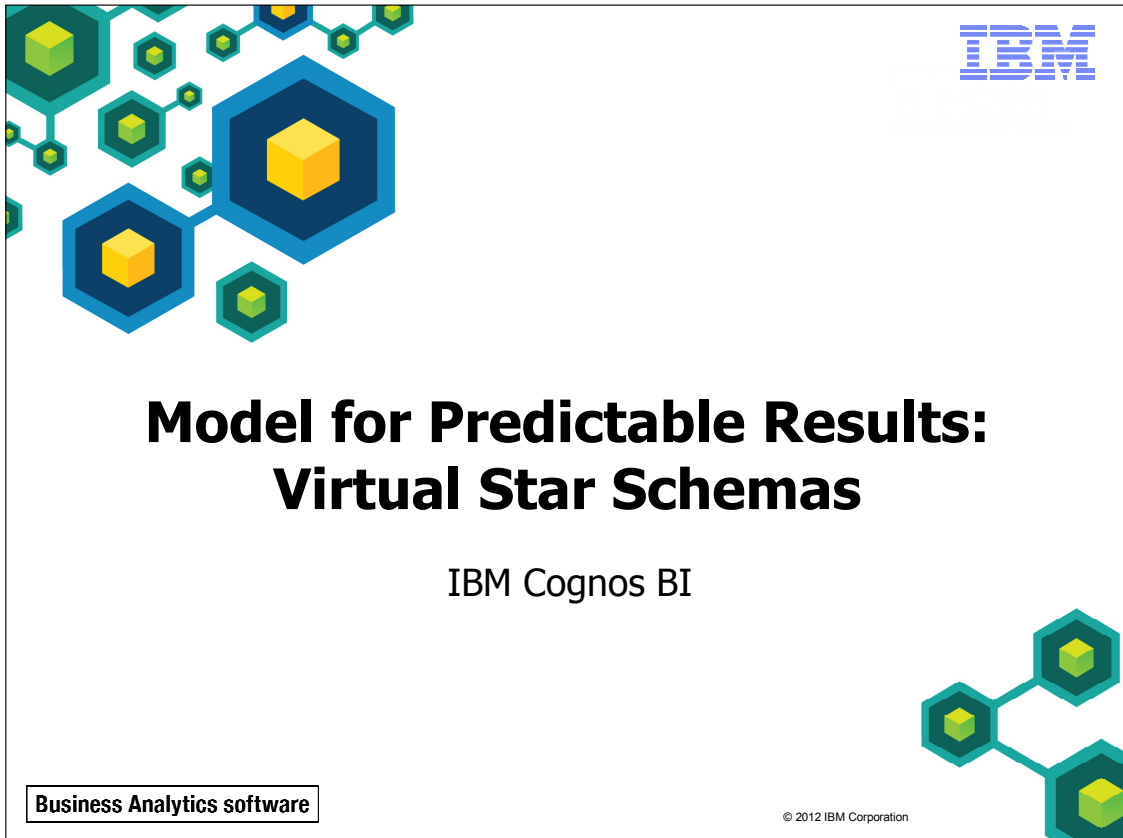 IBM
Model for Predictable Results:
Virtual Star Schemas
IBM Cognos BI
Business Analytics software
© 2012 IBM Corporation